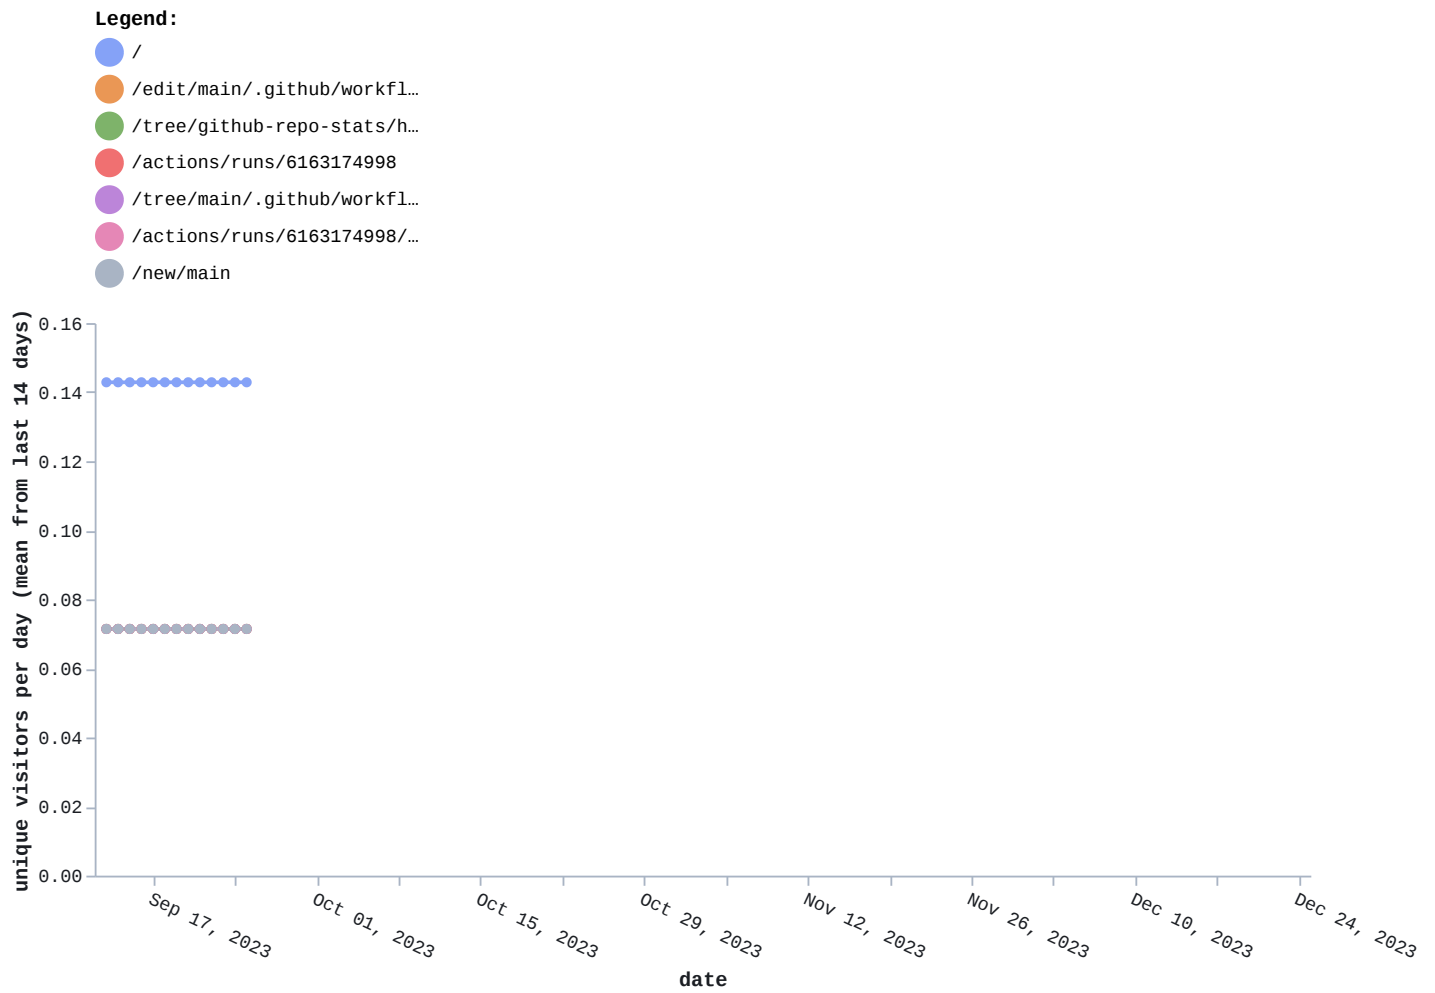 Legend:
/
/edit/main/.github/workfl…
/tree/github-repo-stats/h…
/actions/runs/6163174998
/tree/main/.github/workfl…
/actions/runs/6163174998/…
/new/main
unique visitors per day (mean from last 14 days)
0.16
0.14
0.12
0.10
0.08
0.06
0.04
0.02
0.00
Sep 17, 2023
Oct 01, 2023
Oct 15, 2023
Oct 29, 2023
Nov 12, 2023
Nov 26, 2023
Dec 10, 2023
Dec 24, 2023
date